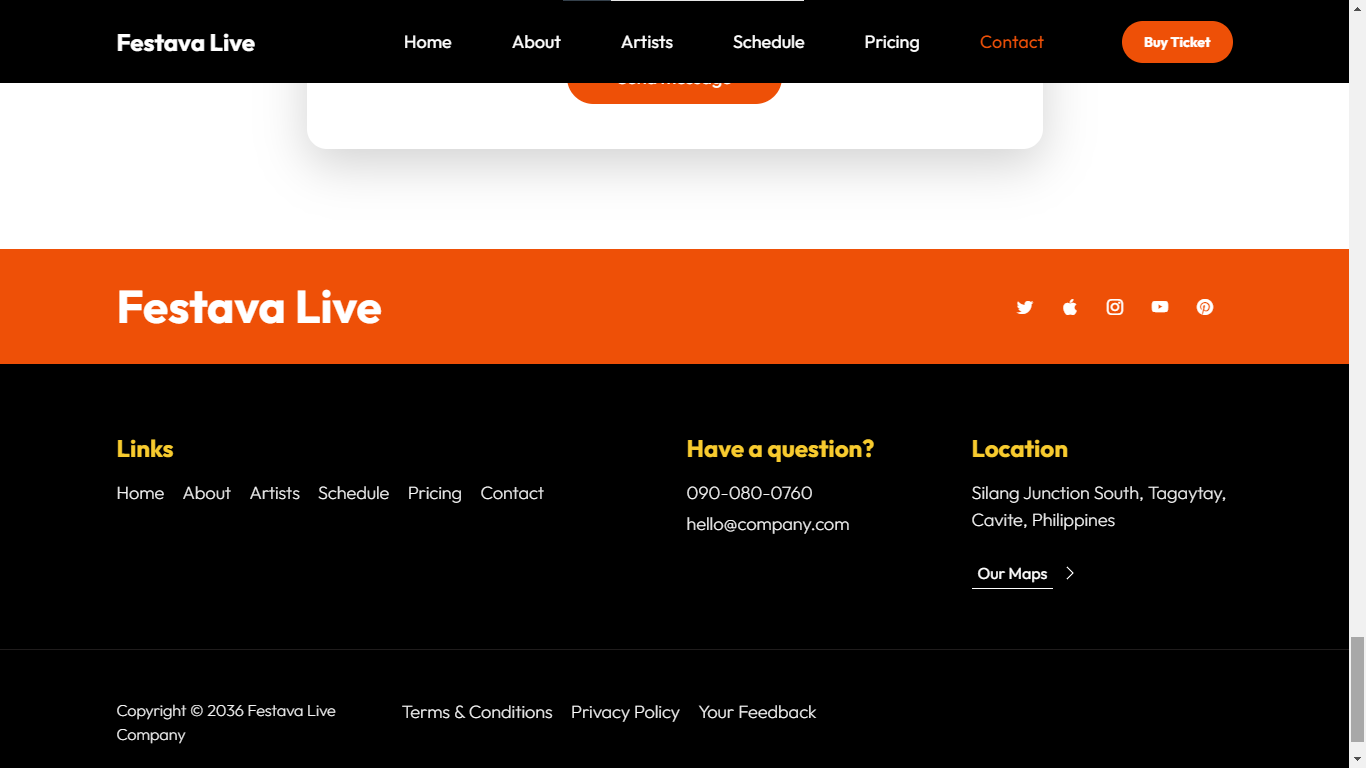 Festava Live
Home About Artists Schedule Pricing Contact
Buy Ticket
Send message
Festava Live
Links
Home About Artists Schedule Pricing Contact
Have a question?
090-080-0760
hello@company.com
Location
Silang Junction South, Tagaytay,
Cavite, Philippines
Our Maps
Copyright © 2036 Festava Live
Company
Terms & Conditions Privacy Policy Your Feedback